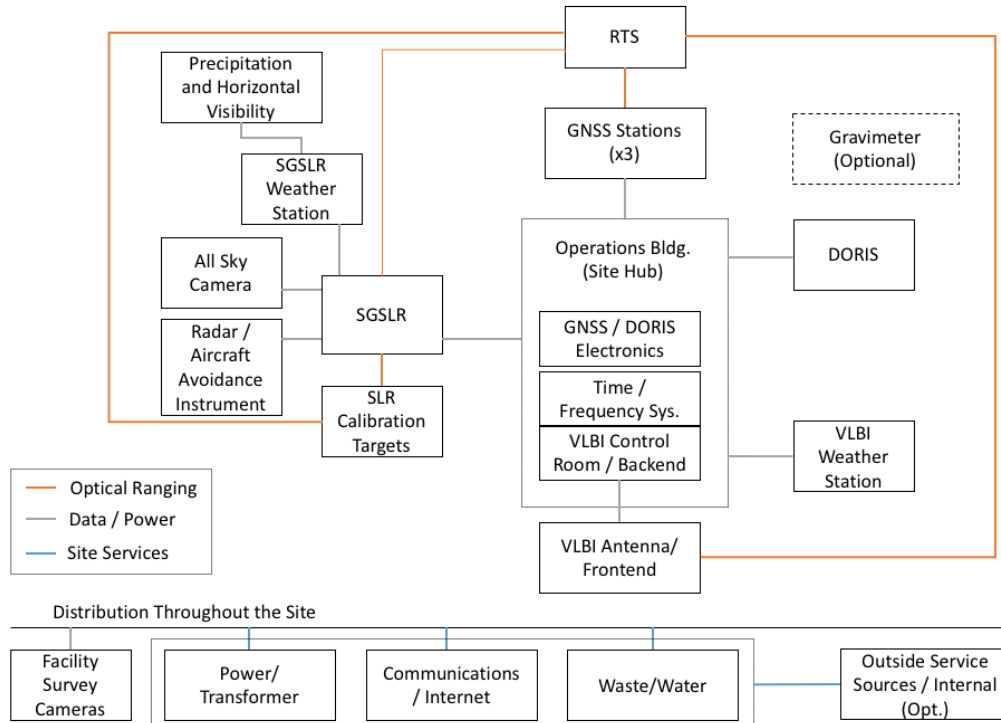 RTS
Precipitation
and Horizontal
Visibility
GNSS Stations
(x3)
Gravimeter
(Optional)
SGSLR
Weather
Station
Operations Bldg.
(Site Hub)
All Sky
Camera
DORIS
SGSLR
GNSS / DORIS
Electronics
Radar /
Aircraft
Avoidance
Instrument
Time /
Frequency Sys.
SLR
Calibration
Targets
VLBI Control
Room / Backend
VLBI
Weather
Station
Optical Ranging
Data / Power
Site Services
VLBI Antenna/
Frontend
Distribution Throughout the Site
Facility
Survey
Cameras
Power/
Transformer
Communications
/ Internet
Waste/Water
Outside Service
Sources / Internal
(Opt.)